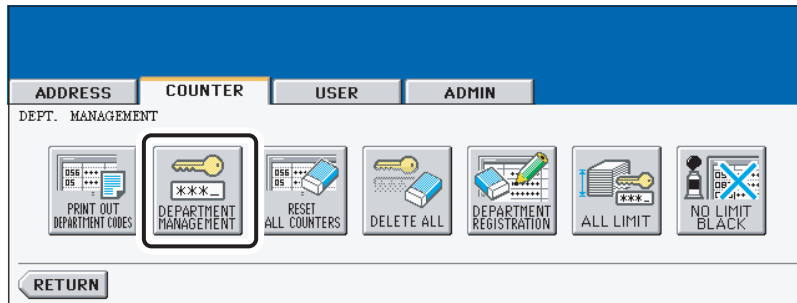 ADDRESS COUNTER USER ADMIN
DEPT. MANAGEMENT
PRINT OUT
DEPARTMENT CODES
***_
DEPARTMENT
MANAGEMENT
RESET
ALL COUNTERS
DELETE ALL
DEPARTMENT
REGISTRATION
***_
ALL LIMIT
NO LIMIT
BLACK
RETURN